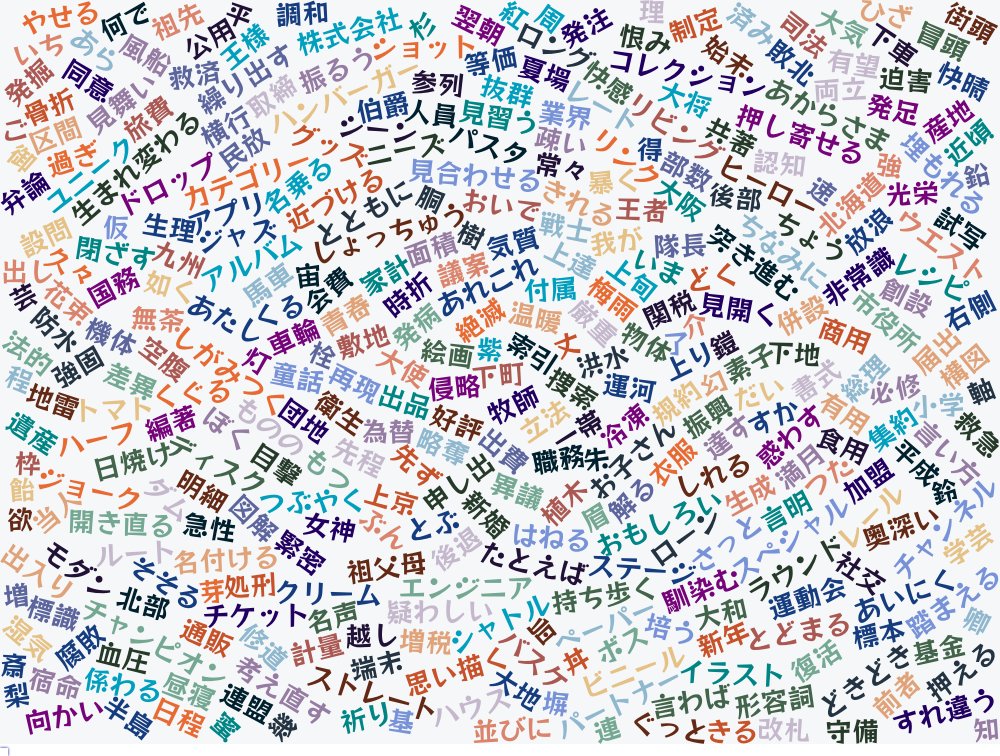 やせる
何で
祖先
公用
平
調和
株式会社
彡
翌朝
紅
周
発注
理
制定
済み
司法
大気
ひざ
街頭
いち
あら
風船
王様
ショット
ロング
恨み
始末
敗北
有望
下車
冒頭
発掘
同意
救済
繰り出す
振るう
等価
夏場
快感
コレクション
両立
迫害
快晴
骨折
見舞い
旅費
取締
ハンバーガー
参列
抜群
レート
大将
あからさま
発足
産地
区間
過ぎ
横行
民放
伯爵
人員
見習う
業界
リビング
共著
押し寄せる
埋もれる
近頃
弁論
ユニーク
生まれ変わる
ドロップ
カテゴリー
グッズ
ジーンズ
ニーズ
パスタ
疎い
リンク
得
部数
ヒーロー
認知
速
強
鉛
設問
仮
生理
アプリ
名乗る
近づける
見合わせる
常々
暴く
大阪
後部
北海道
光栄
閉ざす
九州
ジャズ
ともに
胴
おいで
きれる
王者
ちょう
放浪
ウエスト
試写
出し
元々
国務
アルバム
しょっちゅう
面積
樹
気質
戦士
我が
隊長
突き進む
ちなみに
非常識
レシピ
芸
花束
如く
馬車
宙
会費
家計
議案
あれこれ
上達
上旬
いま
どく
創設
右側
防水
機体
無茶
あたし
くる
青春
時折
付属
梅雨
関税
見開く
併設
市役所
法的
強固
空腹
しがみつく
灯
車輪
敷地
発病
絶滅
温暖
厳重
物体
介
了
上り
鎧
商用
届出
程
地雷
差異
くぐる
栓
大使
絵画
紫
索引
丈
洪水
素子
下地
構図
トマト
童話
再現
出品
侵略
下町
捜索
運河
幻
だい
書式
総理
必修
軸
遺産
ハーフ
編著
ぼく
ものの
団地
衛生
為替
好評
牧師
立法
一帯
冷凍
規約
振興
有用
集約
小学
救急
枠
日焼け
ディスク
目撃
もつ
先程
先ず
略奪
出費
職務
朱
お子さん
衣服
達す
すか
惑わす
食用
言い方
飴
ジョーク
ダム
明細
図解
つぶやく
上京
申し出
異議
植木
眉
解る
しれる
生成
満月
つた
加盟
平成
鈴
欲
当人
開き直る
急性
女神
ぶん
とぶ
新婚
はねる
おもしろい
ローン
さっと
言明
スペシャル
レール
奥深い
チャンネル
出入り
モダン
ルート
名付ける
緊密
祖父母
後退
たとえば
ステージ
馴染む
ラウンド
社交
学芸
増
標識
そる
北部
芽
処刑
クリーム
エンジニア
持ち歩く
大和
運動会
あいにく
踏まえる
湿気
腐敗
チャンピオン
通販
チケット
名声
疑わしい
シャトル
凹
ペーパー
ボス
培う
新年
とどまる
標本
卿
斎
血圧
修道
計量
越し
増税
バスケ
丼
ビニール
復活
どきどき
基金
梨
宿命
係わる
昼寝
考え直す
ストレート
端末
思い描く
大地
塀
パートナー
イラスト
前者
押える
向かい
半島
日程
鷲
連盟
祈り
基
ハウス
並びに
連
ぐっと
言わば
きる
形容詞
改札
守備
すれ違う
知